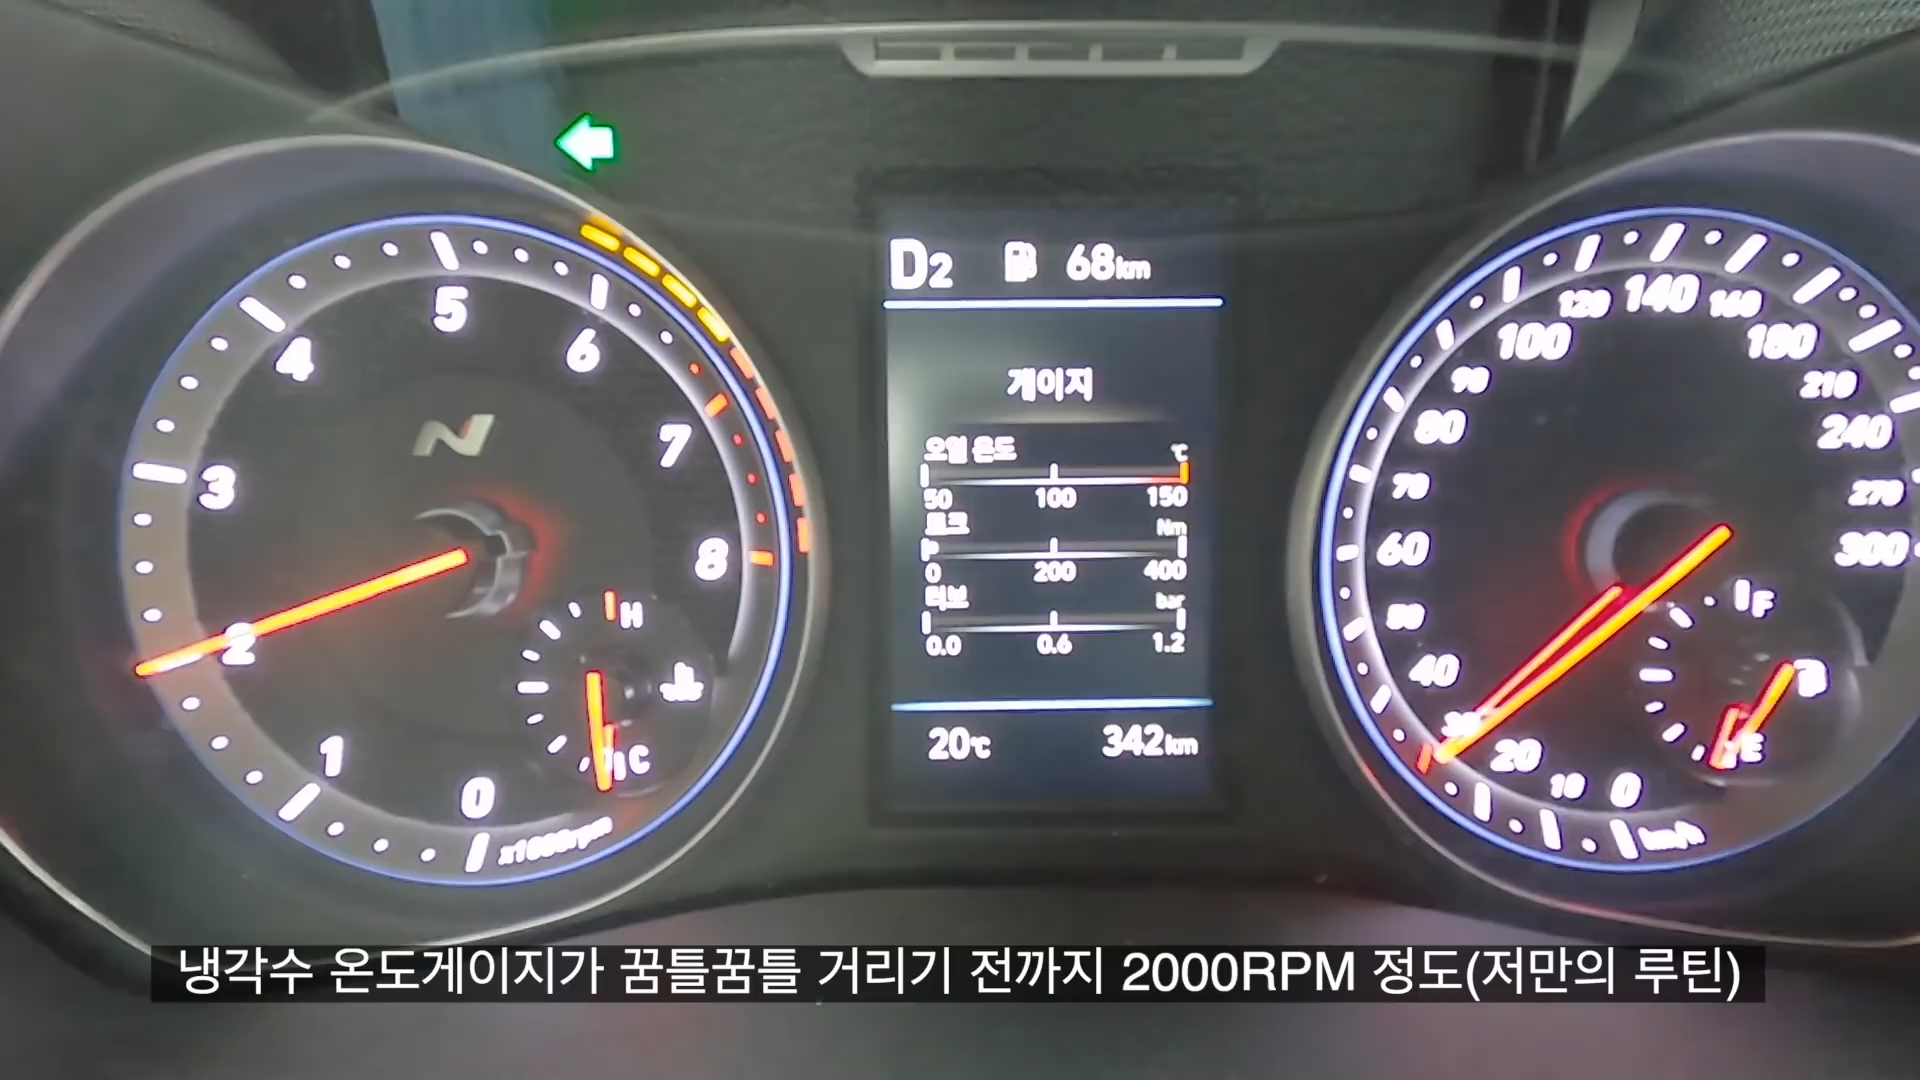 D2 68km
게이지
오일 온도 ℃
50 100 150
토크 Nm
0 200 400
터보 bar
0.0 0.6 1.2
20℃ 342km
0 1 2 3 4 5 6 7 8
x1000rpm
N
H
C
0 10 20 30 40 50 60 70 80 90 100 120 140 160 180 210 240 270 300
km/h
F
E
냉각수 온도게이지가 꿈틀꿈틀 거리기 전까지 2000RPM 정도(저만의 루틴)